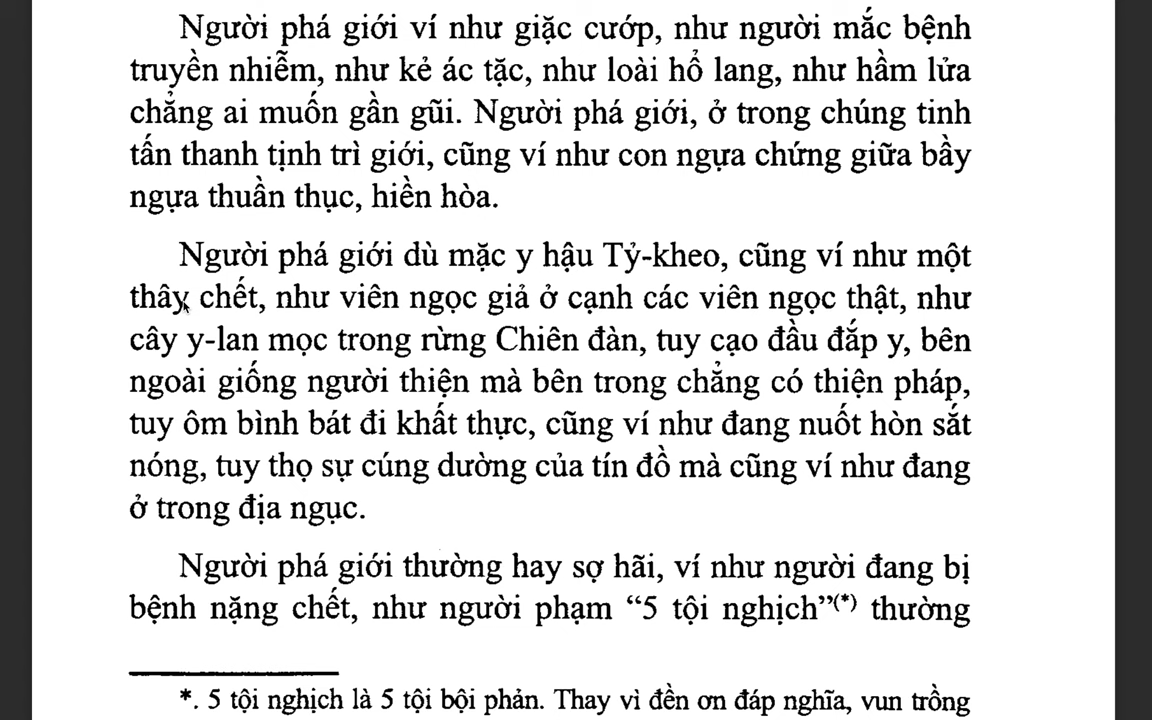 Người phá giới ví như giặc cướp, như người mắc bệnh
truyền nhiễm, như kẻ ác tặc, như loài hổ lang, như hầm lửa
chẳng ai muốn gần gũi. Người phá giới, ở trong chúng tinh
tấn thanh tịnh trì giới, cũng ví như con ngựa chứng giữa bầy
ngựa thuần thục, hiền hòa.
Người phá giới dù mặc y hậu Tỷ-kheo, cũng ví như một
thây chết, như viên ngọc giả ở cạnh các viên ngọc thật, như
cây y-lan mọc trong rừng Chiên đàn, tuy cạo đầu đắp y, bên
ngoài giống người thiện mà bên trong chẳng có thiện pháp,
tuy ôm bình bát đi khất thực, cũng ví như đang nuốt hòn sắt
nóng, tuy thọ sự cúng dường của tín đồ mà cũng ví như đang
ở trong địa ngục.
Người phá giới thường hay sợ hãi, ví như người đang bị
bệnh nặng chết, như người phạm “5 tội nghịch”(*) thường
*. 5 tội nghịch là 5 tội bội phản. Thay vì đền ơn đáp nghĩa, vun trồng